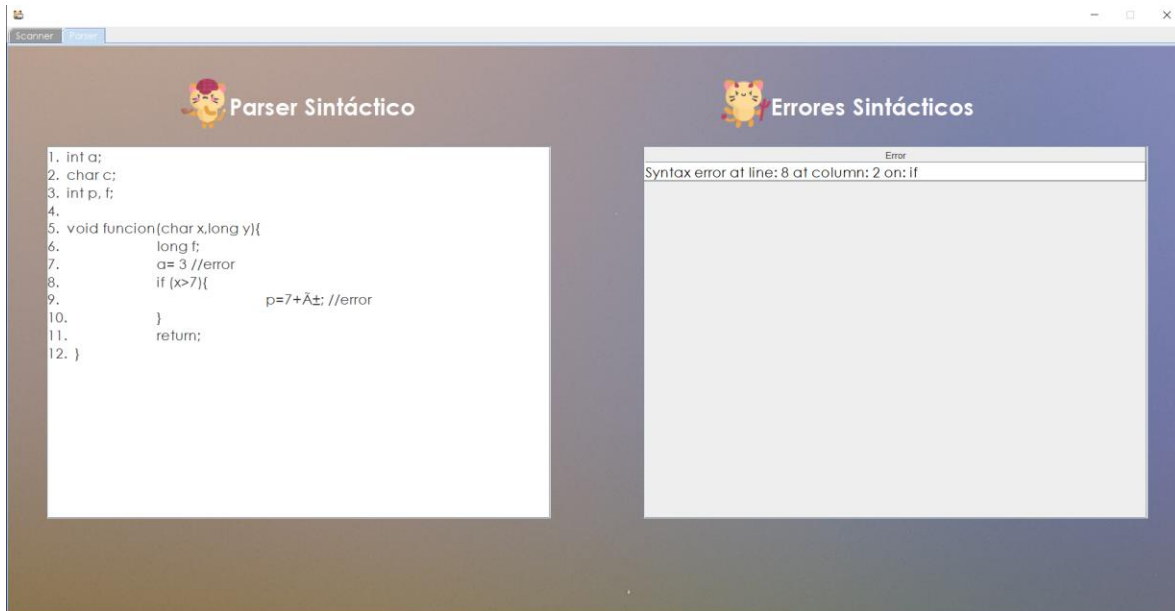 Scanner Parser
Parser Sintáctico
1. int a;
2. char c;
3. int p, f;
4.
5. void funcion(char x,long y){
6. long f;
7. a= 3 //error
8. if (x>7){
9. p=7+Ã±; //error
10. }
11. return;
12. }
Errores Sintácticos
Error
Syntax error at line: 8 at column: 2 on: if